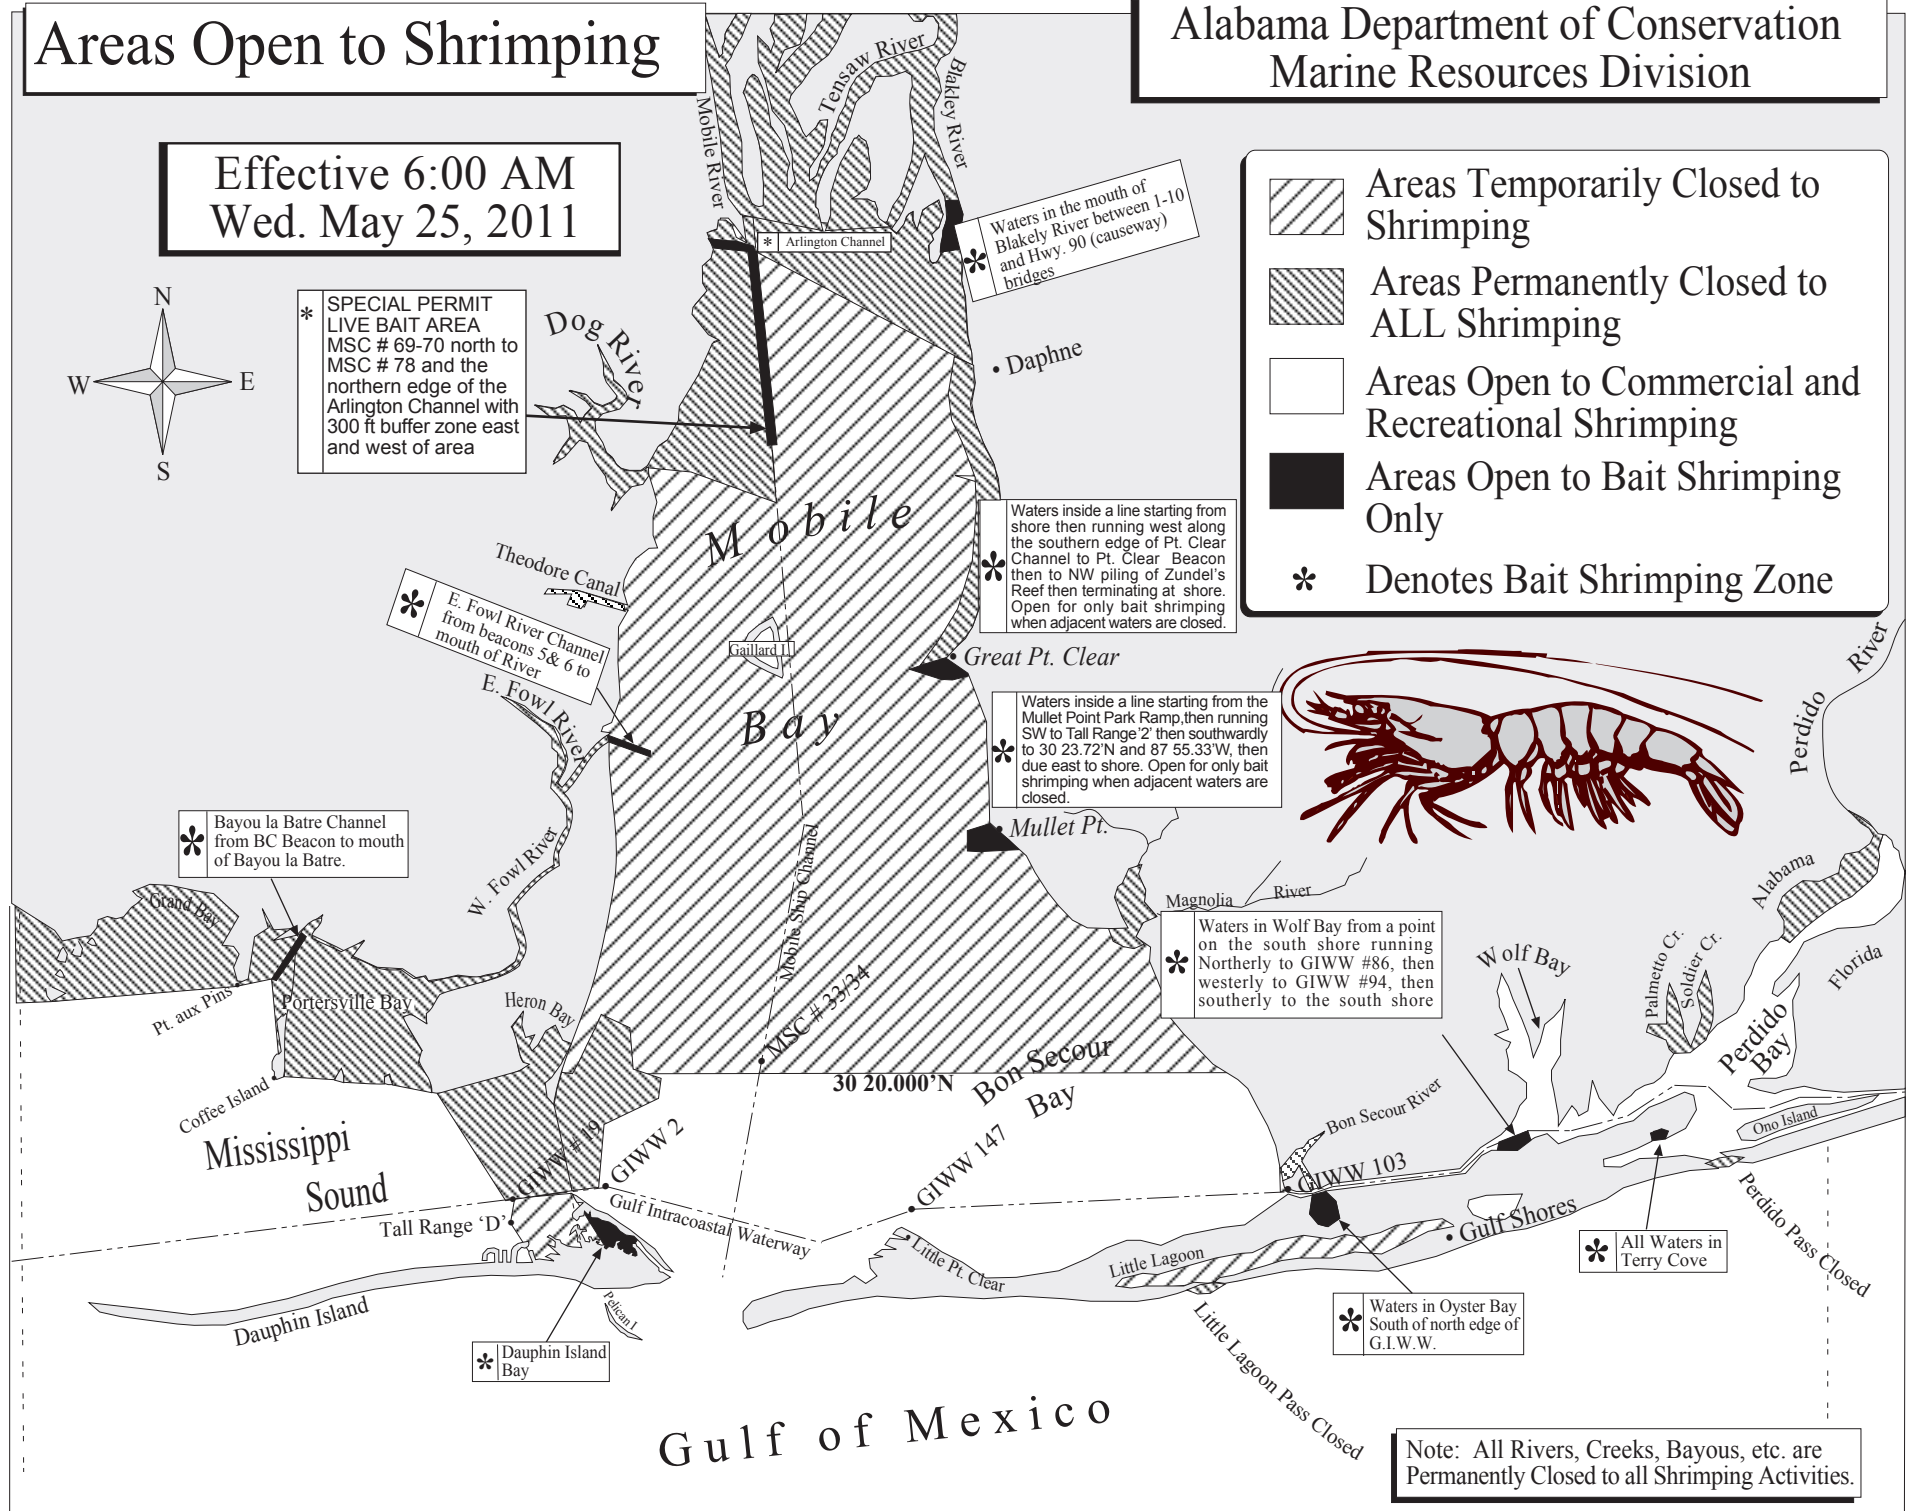 Areas Open to Shrimping
Alabama Department of Conservation
Marine Resources Division
Effective 6:00 AM
Wed. May 25, 2011
Areas Temporarily Closed to
Shrimping
Areas Permanently Closed to
ALL Shrimping
Areas Open to Commercial and
Recreational Shrimping
Areas Open to Bait Shrimping
Only
* Denotes Bait Shrimping Zone
N
W
E
S
Mobile River
Tensaw River
Blakley River
* Arlington Channel
* Waters in the mouth of
Blakely River between 1-10
and Hwy. 90 (causeway)
bridges
* SPECIAL PERMIT
LIVE BAIT AREA
MSC # 69-70 north to
MSC # 78 and the
northern edge of the
Arlington Channel with
300 ft buffer zone east
and west of area
Dog River
Daphne
Mobile
Bay
Theodore Canal
* E. Fowl River Channel
from beacons 5& 6 to
mouth of River
E. Fowl River
Gaillard I.
* Waters inside a line starting from
shore then running west along
the southern edge of Pt. Clear
Channel to Pt. Clear Beacon
then to NW piling of Zundel's
Reef then terminating at shore.
Open for only bait shrimping
when adjacent waters are closed.
Great Pt. Clear
* Waters inside a line starting from the
Mullet Point Park Ramp,then running
SW to Tall Range'2' then southwardly
to 30 23.72'N and 87 55.33'W, then
due east to shore. Open for only bait
shrimping when adjacent waters are
closed.
Mullet Pt.
Perdido River
* Bayou la Batre Channel
from BC Beacon to mouth
of Bayou la Batre.
W. Fowl River
Mobile Ship Channel
Magnolia River
Alabama
Florida
Grand Bay
Pt. aux Pins
Portersville Bay
Heron Bay
MSC # 33/34
* Waters in Wolf Bay from a point
on the south shore running
Northerly to GIWW #86, then
westerly to GIWW #94, then
southerly to the south shore
Wolf Bay
Palmetto Cr.
Soldier Cr.
Perdido
Bay
Coffee Island
30 20.000'N
Bon Secour
Bay
Bon Secour River
Ono Island
Mississippi
Sound
GIWW # 19
GIWW 2
GIWW 147
GIWW 103
Tall Range 'D'
Gulf Intracoastal Waterway
Little Pt. Clear
Little Lagoon
Gulf Shores
Perdido Pass Closed
* All Waters in
Terry Cove
Dauphin Island
Pelican I
* Dauphin Island
Bay
* Waters in Oyster Bay
South of north edge of
G.I.W.W.
Little Lagoon Pass Closed
Gulf of Mexico
Note: All Rivers, Creeks, Bayous, etc. are
Permanently Closed to all Shrimping Activities.